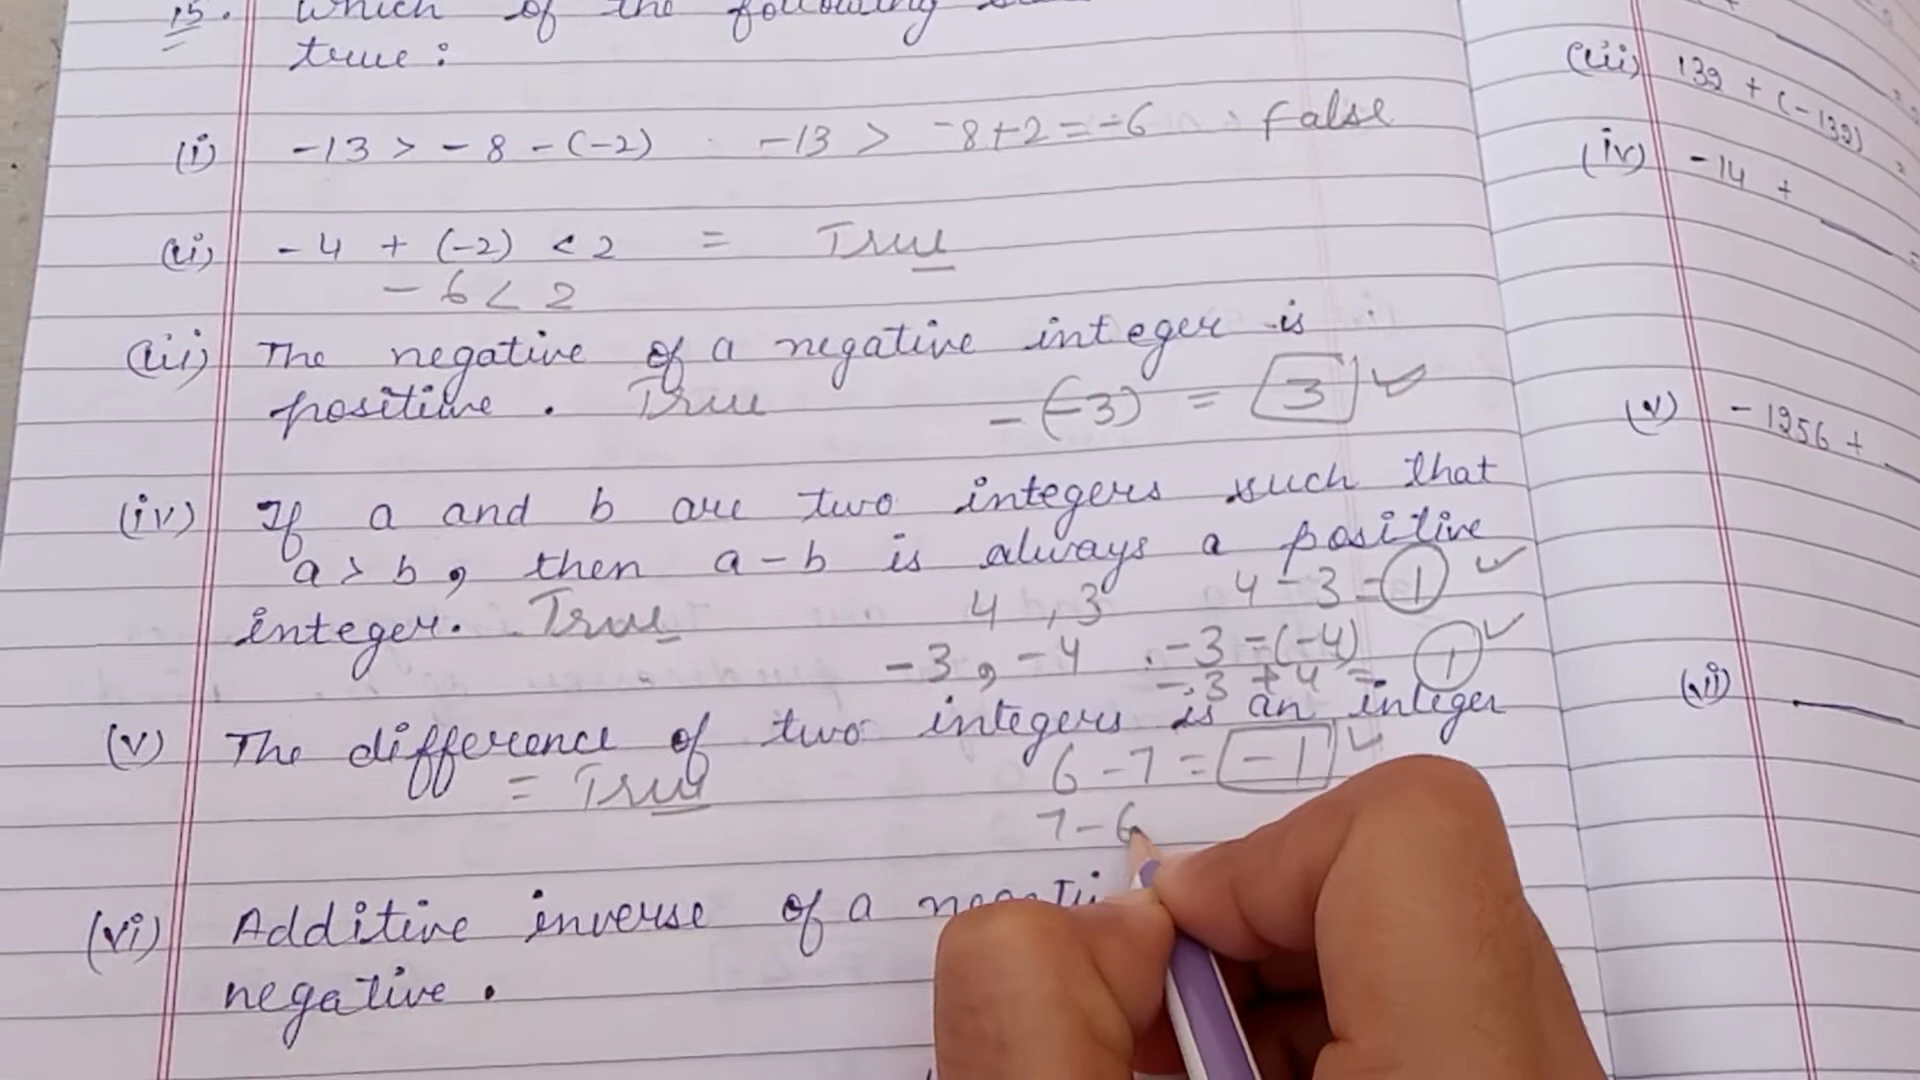 15. Which of the following
true:
(i) -13 > -8 -(-2) -13 > -8+2 = -6 false
(ii) -4 + (-2) < 2 = True
-6 < 2
(iii) The negative of a negative integer is
positive. True -(-3) = 3 ✓
(iv) If a and b are two integers such that
a > b, then a-b is always a positive
integer. True 4, 3 4-3 = 1 ✓
-3, -4 -3-(-4)
-3+4 = 1 ✓
(v) The difference of two integers is an integer
= True 6-7 = -1 ✓
7-6
(vi) Additive inverse of a
negative.
(iii) 139 + (-139)
(iv) -14 + ____
(v) -1256 + __
(vi) ____